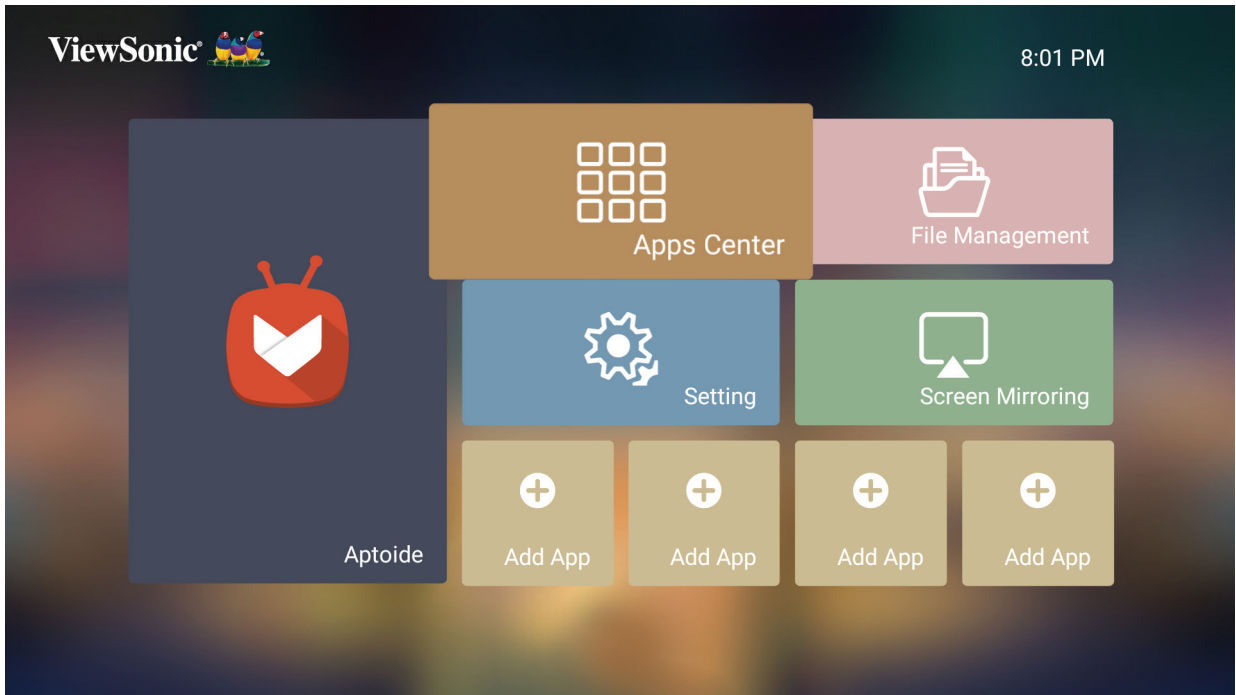 ViewSonic®
8:01 PM
Apps Center
File Management
Setting
Screen Mirroring
Aptoide
Add App
Add App
Add App
Add App